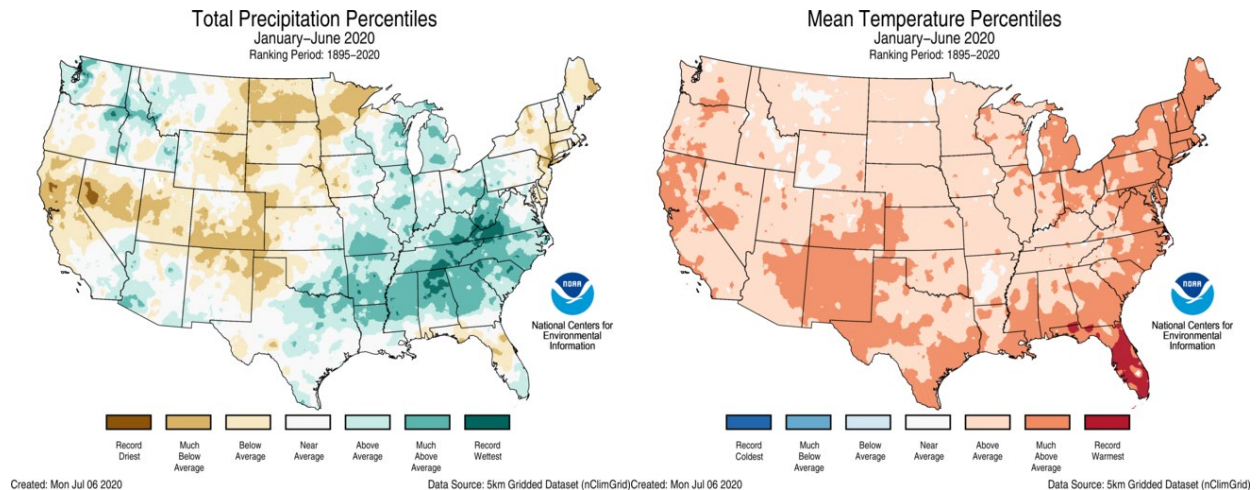 Total Precipitation Percentiles
January–June 2020
Ranking Period: 1895–2020
NOAA
National Centers for
Environmental
Information
Record
Driest
Much
Below
Average
Below
Average
Near
Average
Above
Average
Much
Above
Average
Record
Wettest
Created: Mon Jul 06 2020
Data Source: 5km Gridded Dataset (nClimGrid)
Mean Temperature Percentiles
January–June 2020
Ranking Period: 1895–2020
NOAA
National Centers for
Environmental
Information
Record
Coldest
Much
Below
Average
Below
Average
Near
Average
Above
Average
Much
Above
Average
Record
Warmest
Created: Mon Jul 06 2020
Data Source: 5km Gridded Dataset (nClimGrid)